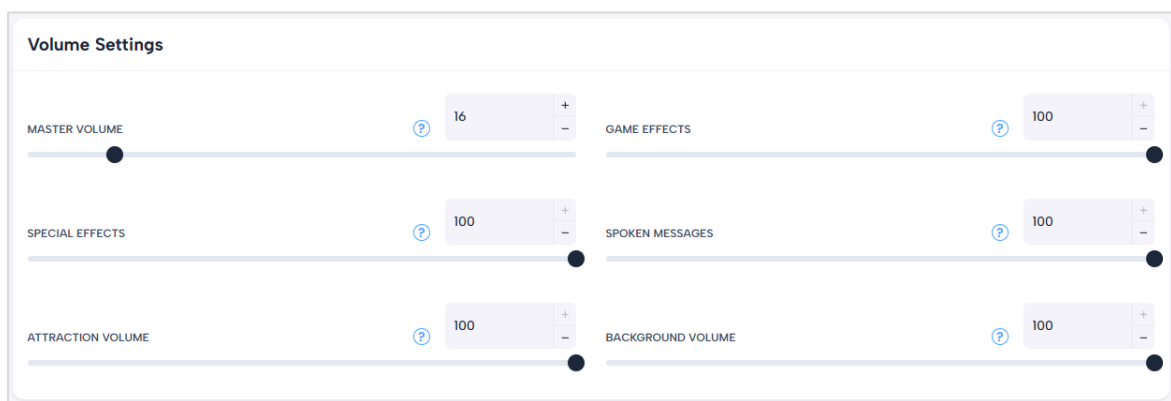 Volume Settings
MASTER VOLUME ? 16 + −
GAME EFFECTS ? 100 + −
SPECIAL EFFECTS ? 100 + −
SPOKEN MESSAGES ? 100 + −
ATTRACTION VOLUME ? 100 + −
BACKGROUND VOLUME ? 100 + −